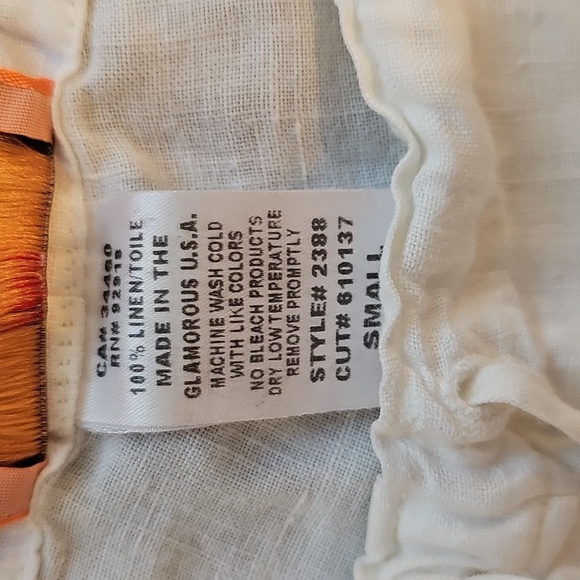 CA# 34480
RN# 92918
100% LINEN/TOILE
MADE IN THE
GLAMOROUS U.S.A.
MACHINE WASH COLD
WITH LIKE COLORS
NO BLEACH PRODUCTS
DRY LOW TEMPERATURE
REMOVE PROMPTLY
STYLE# 2388
CUT# 610137
SMALL